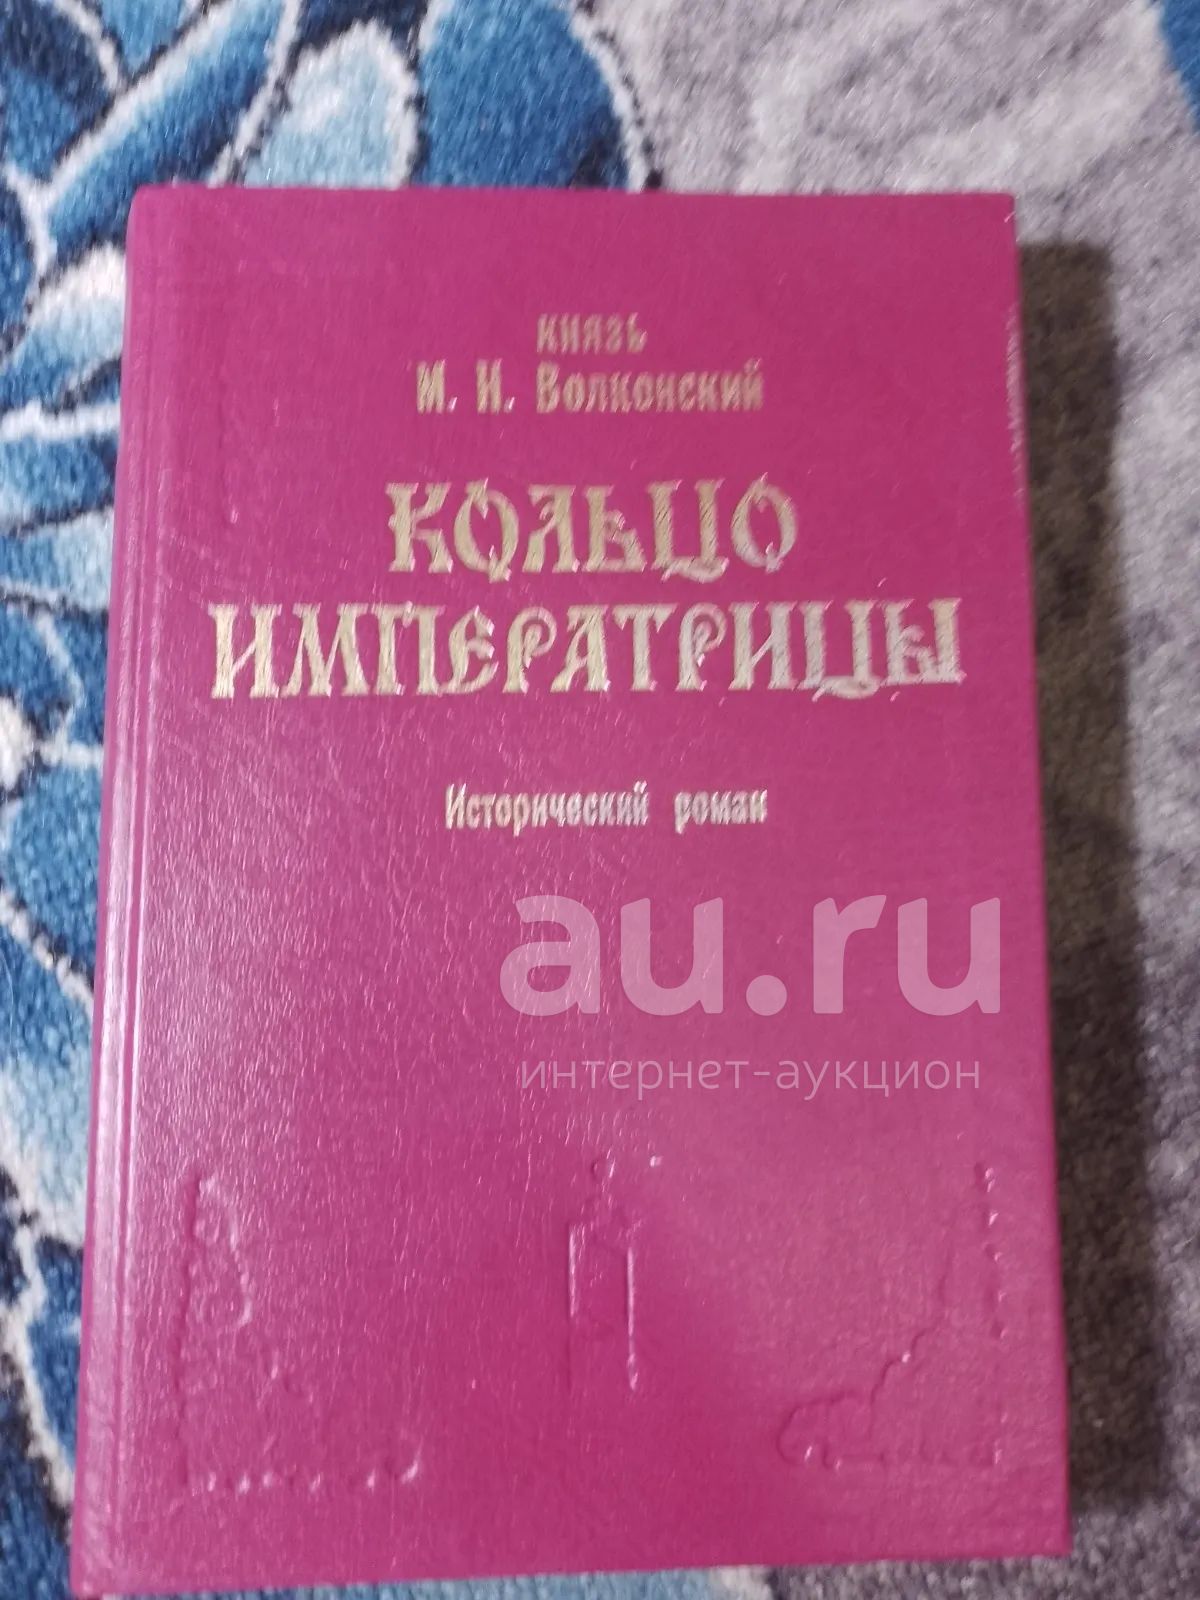 князь
М. Н. Волконский
КОЛЬЦО
ИМПЕРАТРИЦЫ
Исторический роман
au.ru
интернет-аукцион